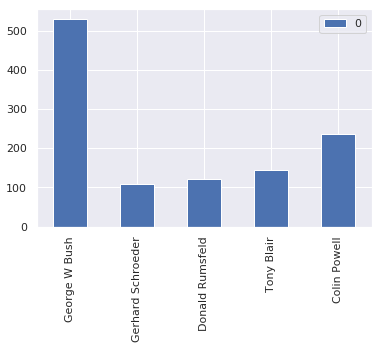 0
500
400
300
200
100
0
George W Bush
Gerhard Schroeder
Donald Rumsfeld
Tony Blair
Colin Powell